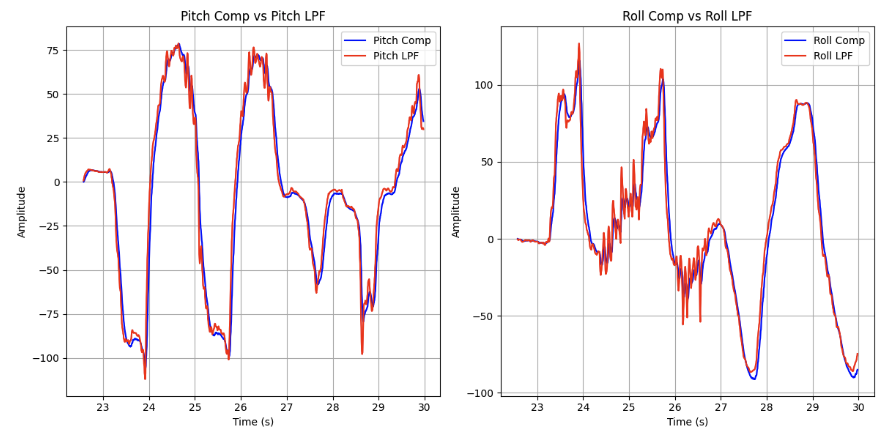 Pitch Comp vs Pitch LPF
Pitch Comp
Pitch LPF
Amplitude
75
50
25
0
−25
−50
−75
−100
23 24 25 26 27 28 29 30
Time (s)
Roll Comp vs Roll LPF
Roll Comp
Roll LPF
Amplitude
100
50
0
−50
−100
23 24 25 26 27 28 29 30
Time (s)